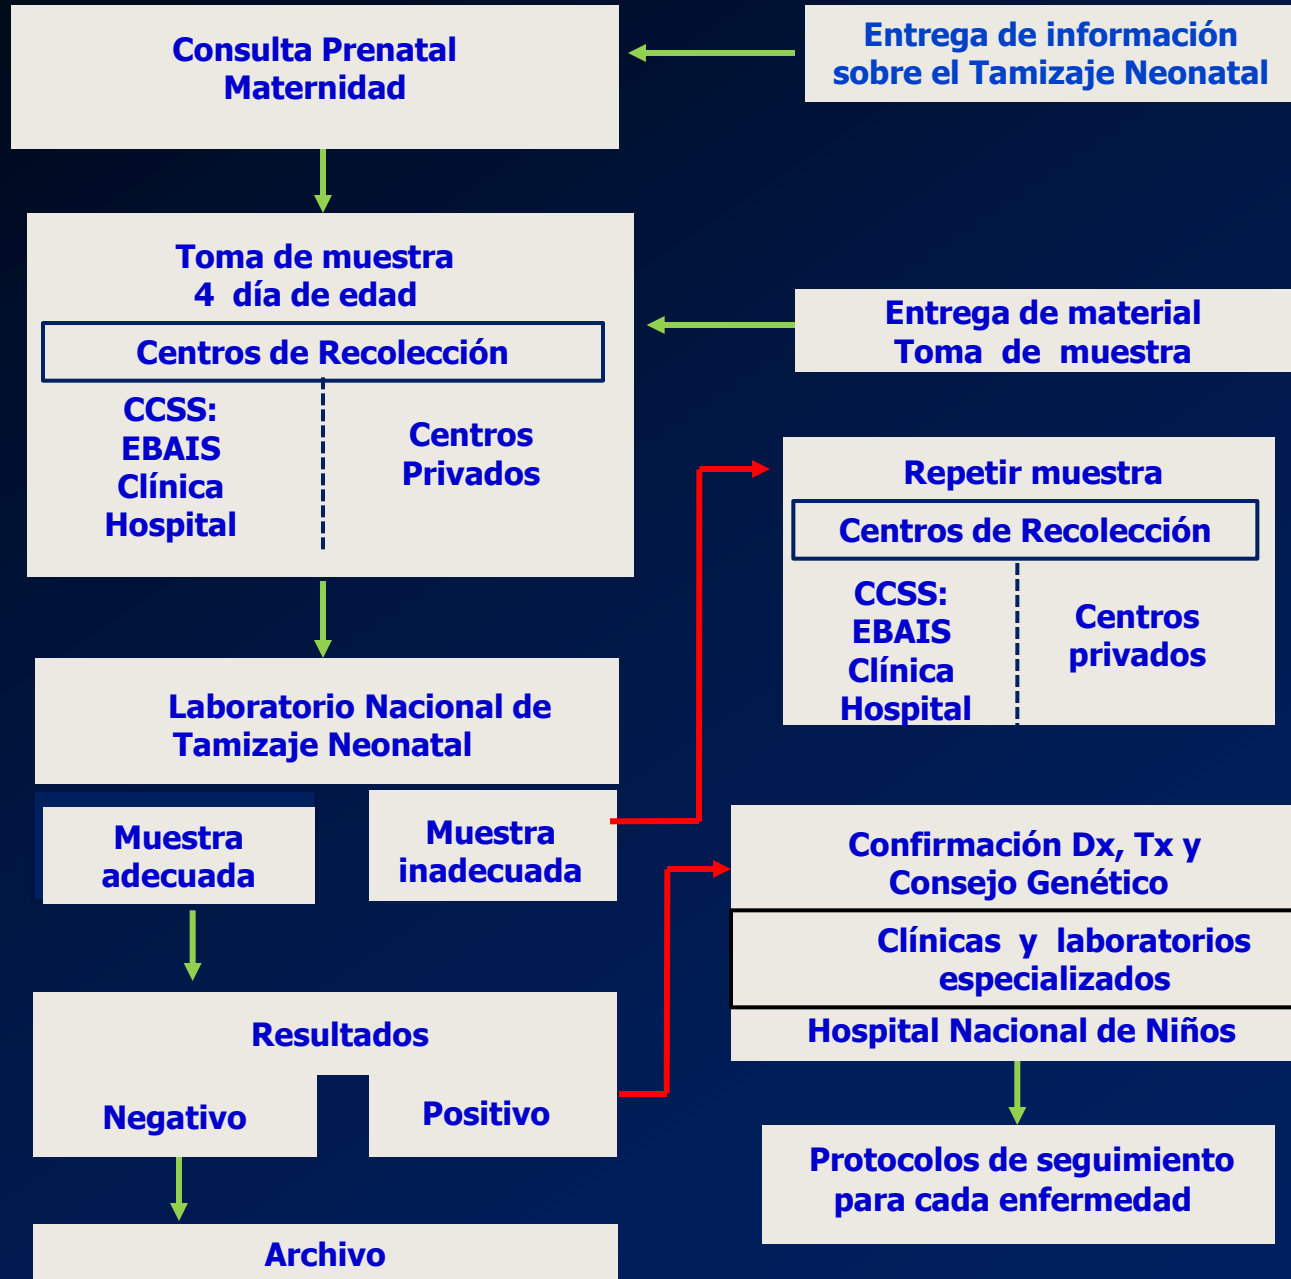 Consulta Prenatal
Maternidad
Entrega de información
sobre el Tamizaje Neonatal
Toma de muestra
4 día de edad
Centros de Recolección
CCSS:
EBAIS
Clínica
Hospital
Centros
Privados
Entrega de material
Toma de muestra
Repetir muestra
Centros de Recolección
CCSS:
EBAIS
Clínica
Hospital
Centros
privados
Laboratorio Nacional de
Tamizaje Neonatal
Muestra
adecuada
Muestra
inadecuada
Confirmación Dx, Tx y
Consejo Genético
Clínicas y laboratorios
especializados
Hospital Nacional de Niños
Resultados
Negativo
Positivo
Protocolos de seguimiento
para cada enfermedad
Archivo